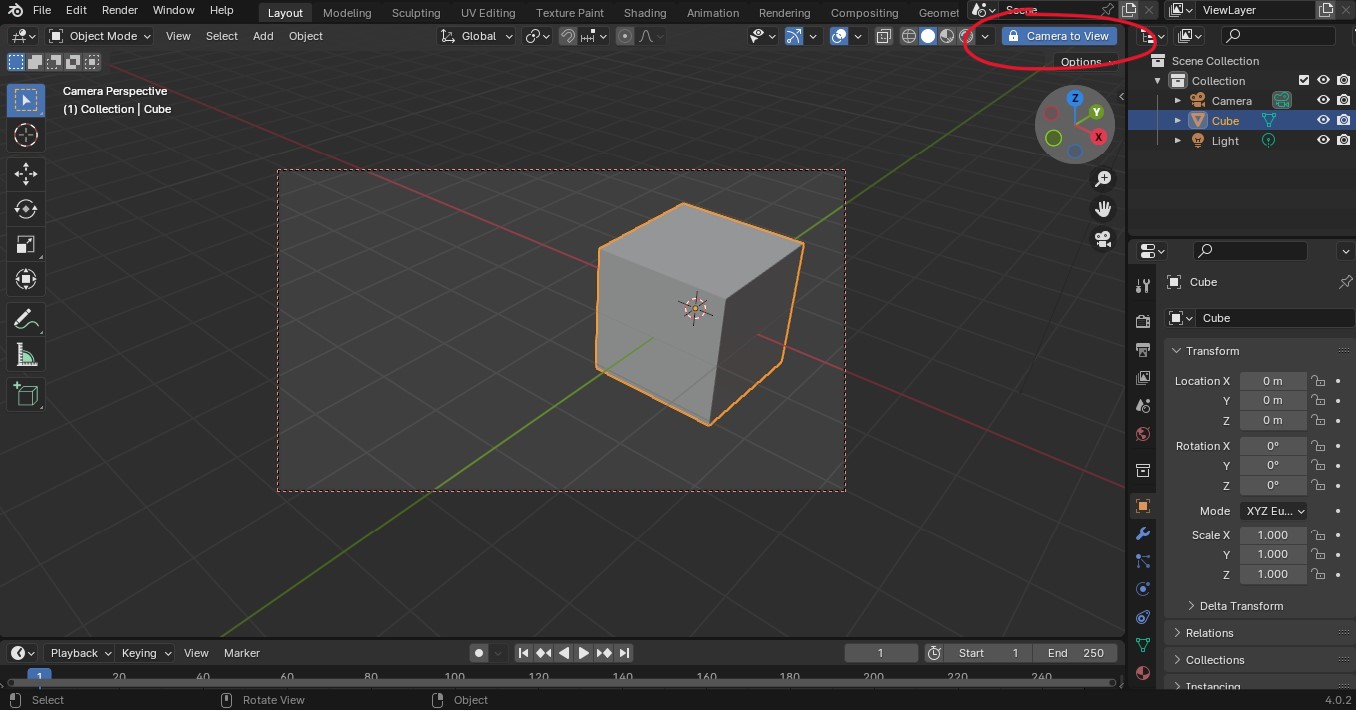 File Edit Render Window Help Layout Modeling Sculpting UV Editing Texture Paint Shading Animation Rendering Compositing Geomet Scene ViewLayer
Object Mode View Select Add Object Global Camera to View
Options
Camera Perspective
(1) Collection | Cube
Z
Y
X
Scene Collection
Collection
Camera
Cube
Light
Cube
Cube
Transform
Location X 0 m
Y 0 m
Z 0 m
Rotation X 0°
Y 0°
Z 0°
Mode XYZ Eu...
Scale X 1.000
Y 1.000
Z 1.000
Delta Transform
Relations
Collections
Instancing
Playback Keying View Marker 1 Start 1 End 250
1 20 40 60 80 100 120 140 160 180 200 220 240
Select Rotate View Object 4.0.2